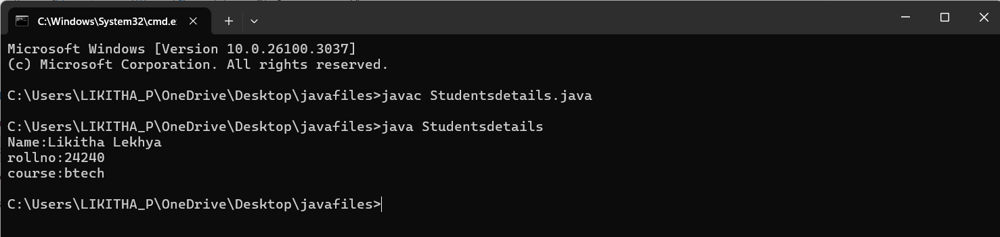 C:\Windows\System32\cmd.e
Microsoft Windows [Version 10.0.26100.3037]
(c) Microsoft Corporation. All rights reserved.
C:\Users\LIKITHA_P\OneDrive\Desktop\javafiles>javac Studentsdetails.java
C:\Users\LIKITHA_P\OneDrive\Desktop\javafiles>java Studentsdetails
Name:Likitha Lekhya
rollno:24240
course:btech
C:\Users\LIKITHA_P\OneDrive\Desktop\javafiles>